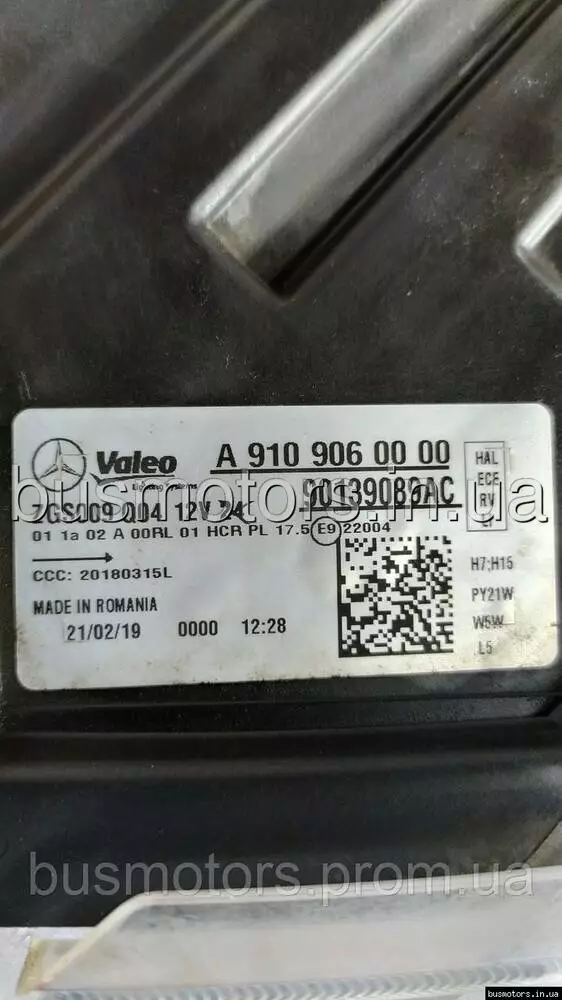 Valeo
A 910 906 0000
90139089AC
HAL
ECE
RV
busmotors.in.ua
01 1a 02 A 00RL 01 HCR PL 17.5 E9 22004
H7;H15
CCC: 20180315L
PY21W
MADE IN ROMANIA
W5W
21/02/19 0000 12:28
L5
busmotors.prom.ua
busmotors.in.ua